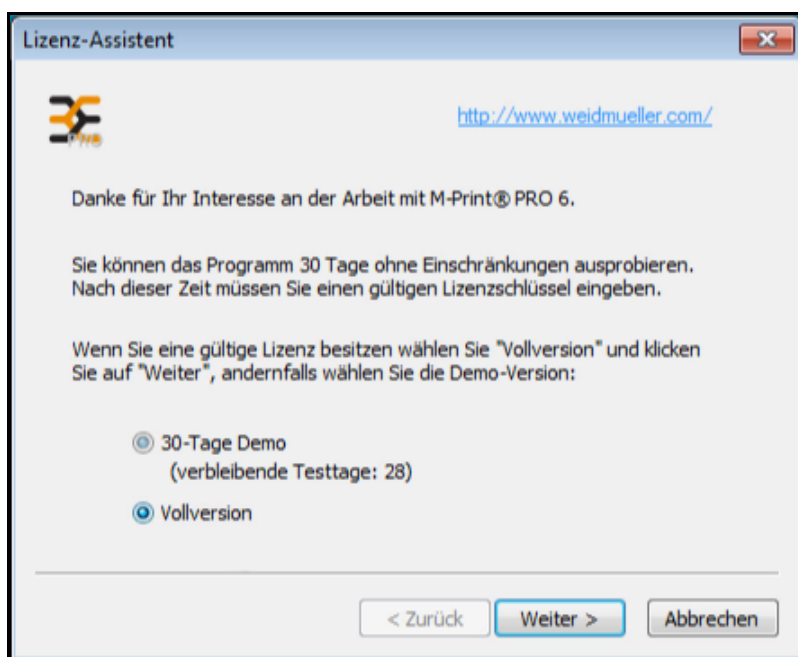 Lizenz-Assistent
PRO
http://www.weidmueller.com/
Danke für Ihr Interesse an der Arbeit mit M-Print® PRO 6.
Sie können das Programm 30 Tage ohne Einschränkungen ausprobieren.
Nach dieser Zeit müssen Sie einen gültigen Lizenzschlüssel eingeben.
Wenn Sie eine gültige Lizenz besitzen wählen Sie "Vollversion" und klicken
Sie auf "Weiter", andernfalls wählen Sie die Demo-Version:
30-Tage Demo
(verbleibende Testtage: 28)
Vollversion
< Zurück Weiter > Abbrechen